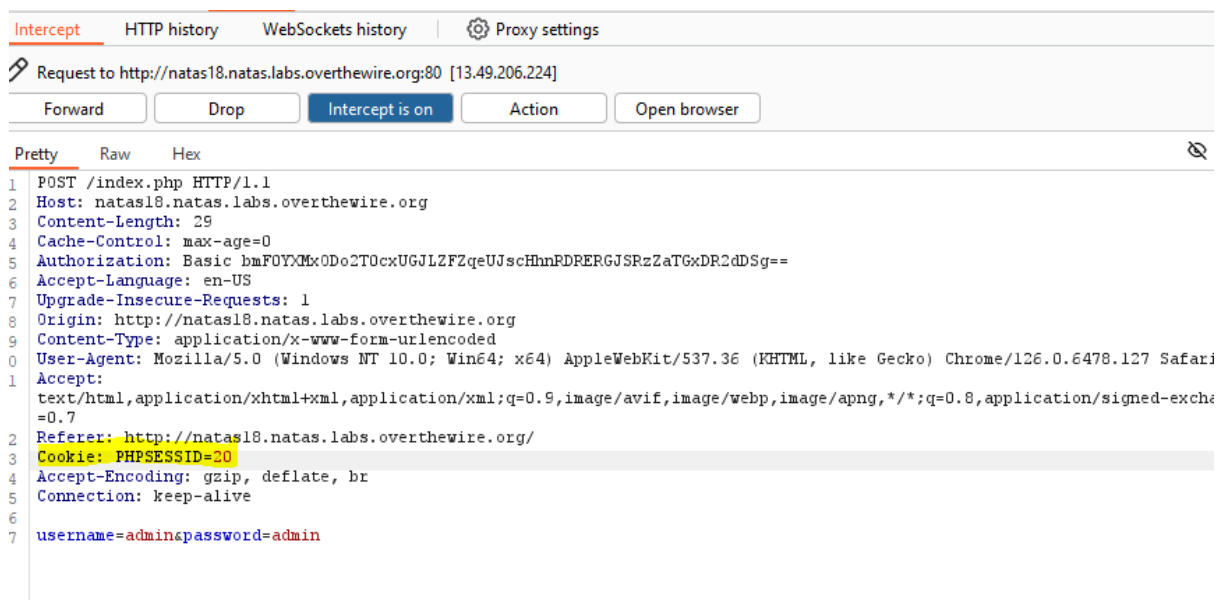 Intercept HTTP history WebSockets history Proxy settings
Request to http://natas18.natas.labs.overthewire.org:80 [13.49.206.224]
Forward Drop Intercept is on Action Open browser
Pretty Raw Hex
1 POST /index.php HTTP/1.1
2 Host: natas18.natas.labs.overthewire.org
3 Content-Length: 29
4 Cache-Control: max-age=0
5 Authorization: Basic
6 Accept-Language: en-US
7 Upgrade-Insecure-Requests: 1
8 Origin: http://natas18.natas.labs.overthewire.org
9 Content-Type: application/x-www-form-urlencoded
0 User-Agent: Mozilla/5.0 (Windows NT 10.0; Win64; x64) AppleWebKit/537.36 (KHTML, like Gecko) Chrome/126.0.6478.127 Safari
1 Accept:
text/html,application/xhtml+xml,application/xml;q=0.9,image/avif,image/webp,image/apng,*/*;q=0.8,application/signed-excha
=0.7
2 Referer: http://natas18.natas.labs.overthewire.org/
3 Cookie: PHPSESSID=20
4 Accept-Encoding: gzip, deflate, br
5 Connection: keep-alive
6
7 username=admin&password=admin